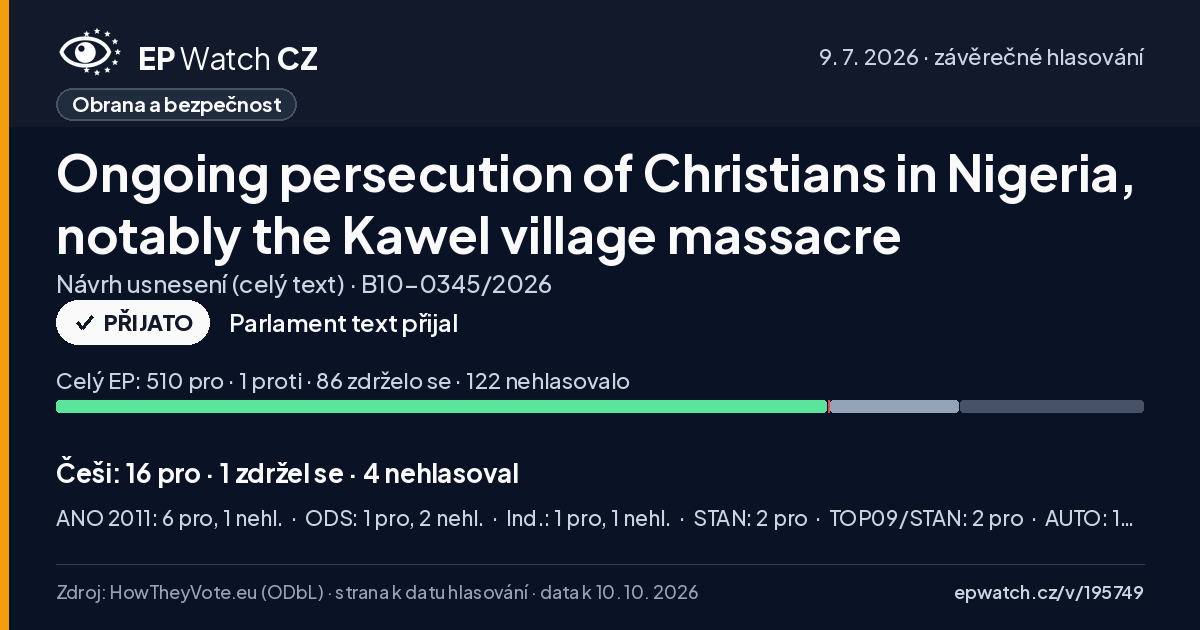 EP Watch CZ
9. 7. 2026 · závěrečné hlasování
Obrana a bezpečnost
Ongoing persecution of Christians in Nigeria,
notably the Kawel village massacre
Návrh usnesení (celý text) · B10–0345/2026
✓ PŘIJATO Parlament text přijal
Celý EP: 510 pro · 1 proti · 86 zdrželo se · 122 nehlasovalo
Češi: 16 pro · 1 zdržel se · 4 nehlasoval
ANO 2011: 6 pro, 1 nehl. · ODS: 1 pro, 2 nehl. · Ind.: 1 pro, 1 nehl. · STAN: 2 pro · TOP09/STAN: 2 pro · AUTO: 1…
Zdroj: HowTheyVote.eu (ODbL) · strana k datu hlasování · data k 10. 10. 2026
epwatch.cz/v/195749